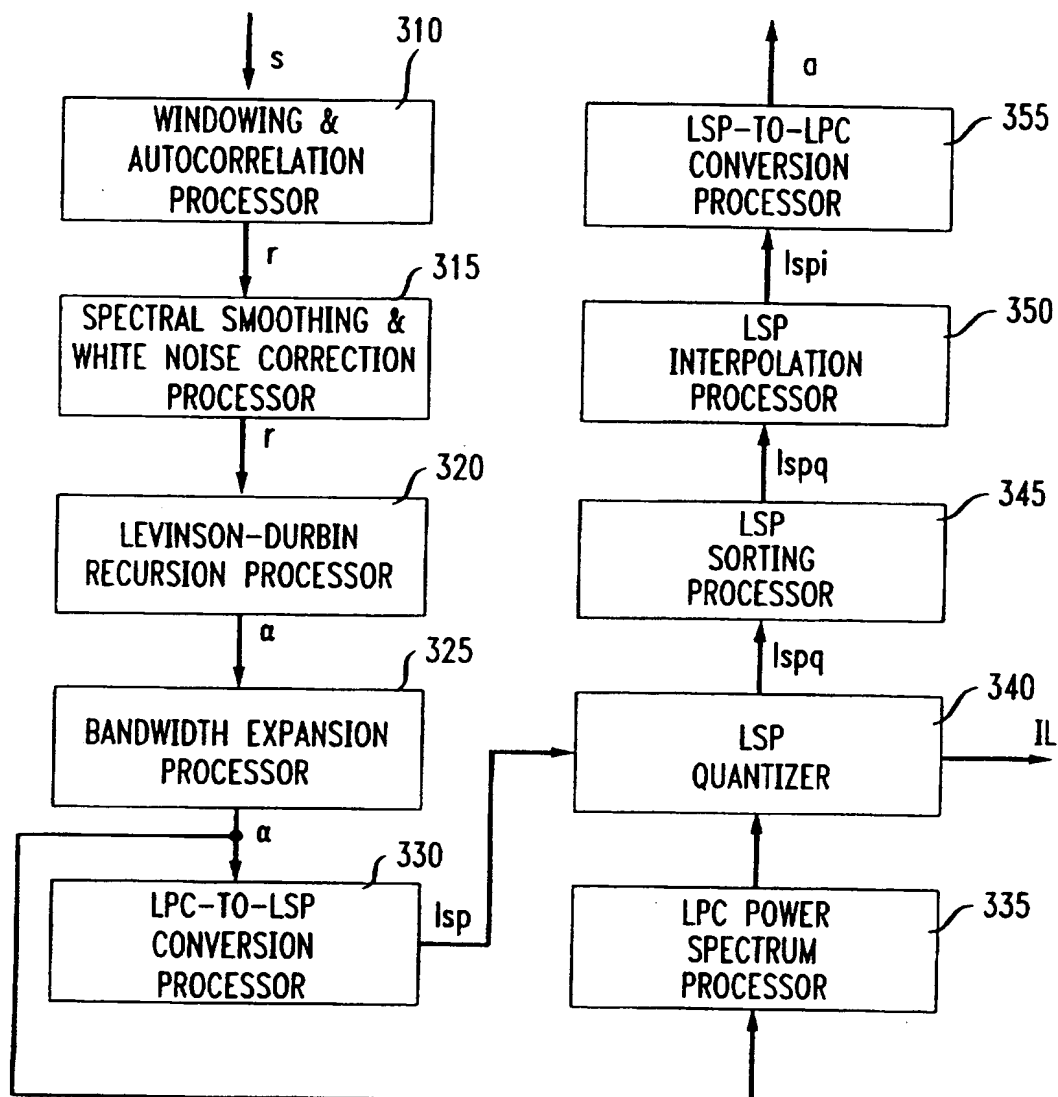 s
310
WINDOWING &
AUTOCORRELATION
PROCESSOR
r
315
SPECTRAL SMOOTHING &
WHITE NOISE CORRECTION
PROCESSOR
r
320
LEVINSON-DURBIN
RECURSION PROCESSOR
α
325
BANDWIDTH EXPANSION
PROCESSOR
α
330
LPC-TO-LSP
CONVERSION
PROCESSOR
lsp
a
355
LSP-TO-LPC
CONVERSION
PROCESSOR
lspi
350
LSP
INTERPOLATION
PROCESSOR
lspq
345
LSP
SORTING
PROCESSOR
lspq
340
LSP
QUANTIZER
IL
335
LPC POWER
SPECTRUM
PROCESSOR